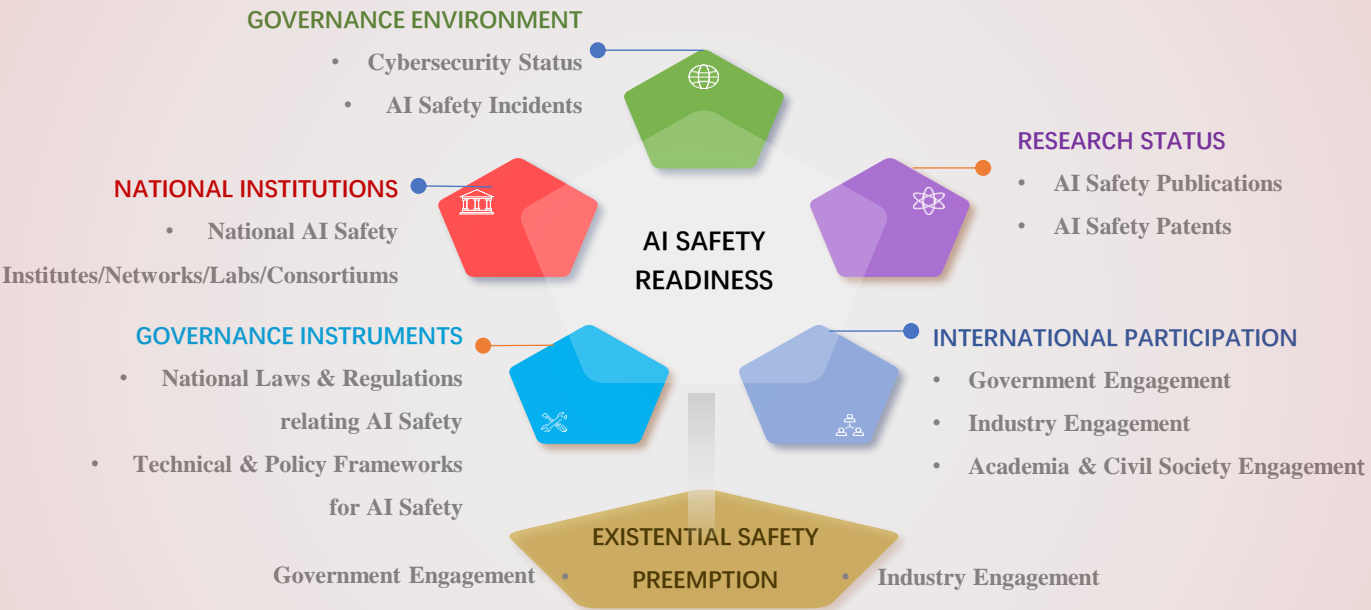 GOVERNANCE ENVIRONMENT
• Cybersecurity Status
• AI Safety Incidents
NATIONAL INSTITUTIONS
• National AI Safety
Institutes/Networks/Labs/Consortiums
GOVERNANCE INSTRUMENTS
• National Laws & Regulations
relating AI Safety
• Technical & Policy Frameworks
for AI Safety
AI SAFETY
READINESS
RESEARCH STATUS
• AI Safety Publications
• AI Safety Patents
INTERNATIONAL PARTICIPATION
• Government Engagement
• Industry Engagement
• Academia & Civil Society Engagement
EXISTENTIAL SAFETY
PREEMPTION
Government Engagement •
• Industry Engagement